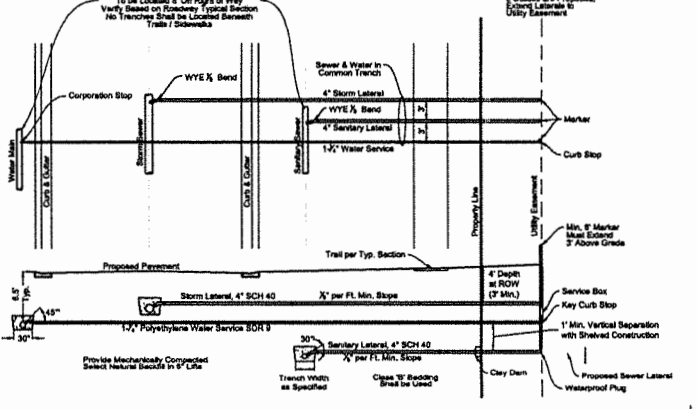 To Be Located 8' On Right of Way
Verify Based on Roadway Typical Section
No Trenches Shall be Located Beneath
Trails / Sidewalks
Extend Laterals to
Utility Easement
Sewer & Water in
Common Trench
WYE ⅛ Bend
4" Storm Lateral
Corporation Stop
WYE ⅛ Bend
4" Sanitary Lateral
Marker
3'
3'
Water Main
Curb & Gutter
Storm Sewer
Curb & Gutter
Sanitary Sewer
Water Service
Curb Stop
Property Line
Utility Easement
Min. 6' Marker
Must Extend
3' Above Grade
Trail per Typ. Section
Proposed Pavement
4' Depth
at ROW
(3' Min.)
6.5'
Typ.
Storm Lateral, 4" SCH 40
⅛" per Ft. Min. Slope
Service Box
Key Curb Stop
45°
Polyethylene Water Service SDR 9
30"
1' Min. Vertical Separation
with Shelved Construction
30"
Sanitary Lateral, 4" SCH 40
⅛" per Ft. Min. Slope
Provide Mechanically Compacted
Select Natural Backfill in 6" Lifts
Trench Width
as Specified
Class "B" Bedding
Shall be Used
Clay Dam
Proposed Sewer Lateral
Waterproof Plug